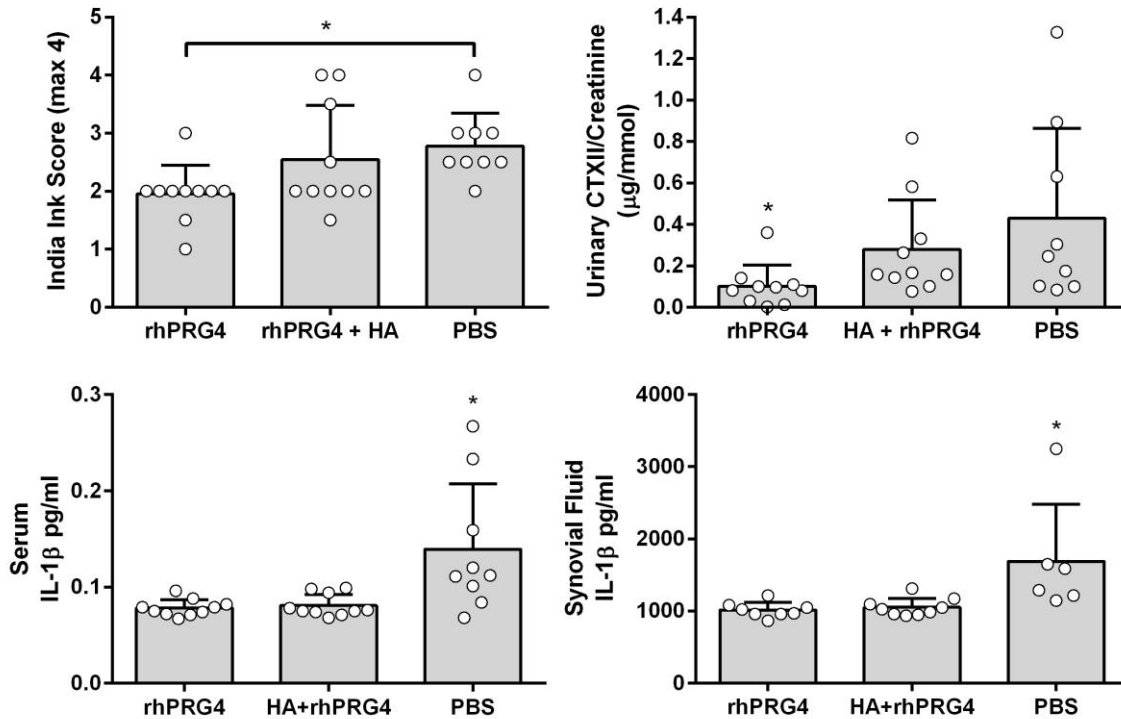 India Ink Score (max 4)
5
4
3
2
1
0
*
rhPRG4
rhPRG4 + HA
PBS
Urinary CTXII/Creatinine
(µg/mmol)
1.4
1.2
1.0
0.8
0.6
0.4
0.2
0.0
*
rhPRG4
HA + rhPRG4
PBS
Serum
IL-1β pg/ml
0.3
0.2
0.1
0.0
*
rhPRG4
HA+rhPRG4
PBS
Synovial Fluid
IL-1β pg/ml
4000
3000
2000
1000
0
*
rhPRG4
HA+rhPRG4
PBS